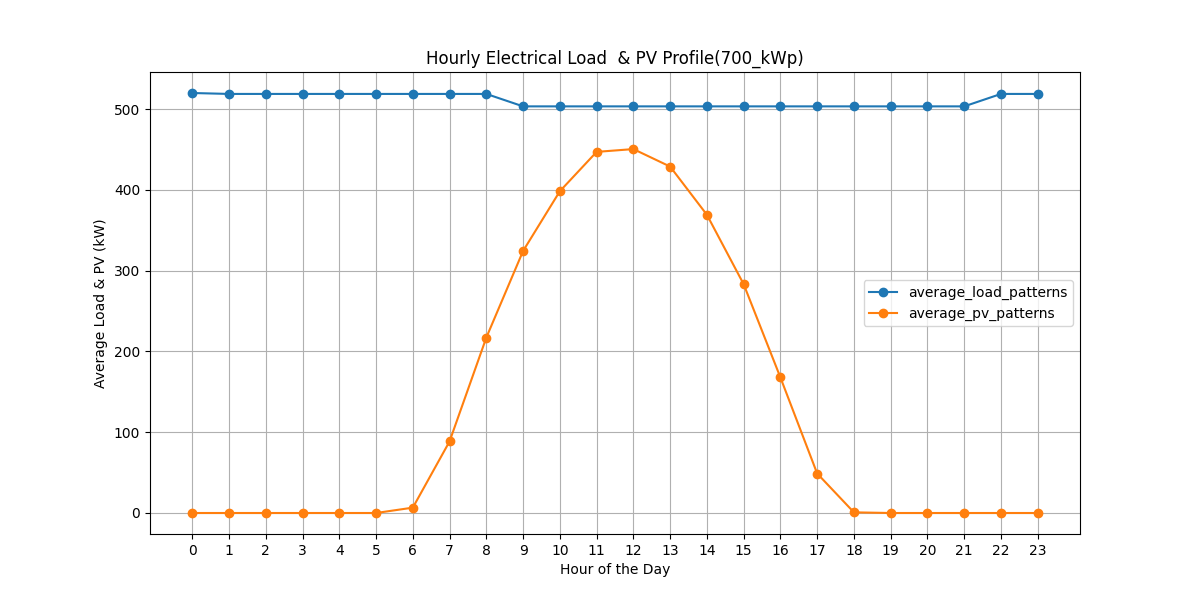 Hourly Electrical Load  & PV Profile(700_kWp)
Average Load & PV (kW)
500
400
300
200
100
0
average_load_patterns
average_pv_patterns
0 1 2 3 4 5 6 7 8 9 10 11 12 13 14 15 16 17 18 19 20 21 22 23
Hour of the Day